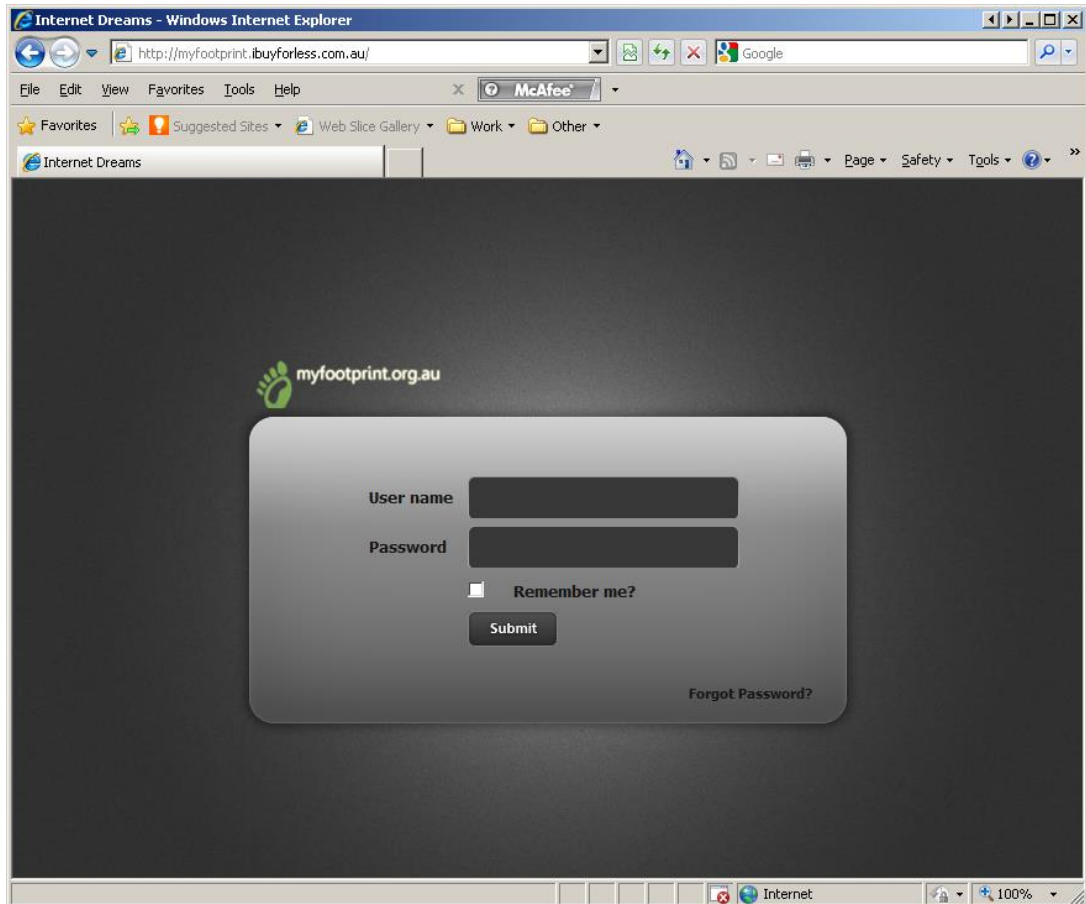 Internet Dreams - Windows Internet Explorer
http://myfootprint.ibuyforless.com.au/
Google
File Edit View Favorites Tools Help
X McAfee
Favorites Suggested Sites Web Slice Gallery Work Other
Internet Dreams
Page Safety Tools
myfootprint.org.au
User name
Password
Remember me?
Submit
Forgot Password?
Internet 100%